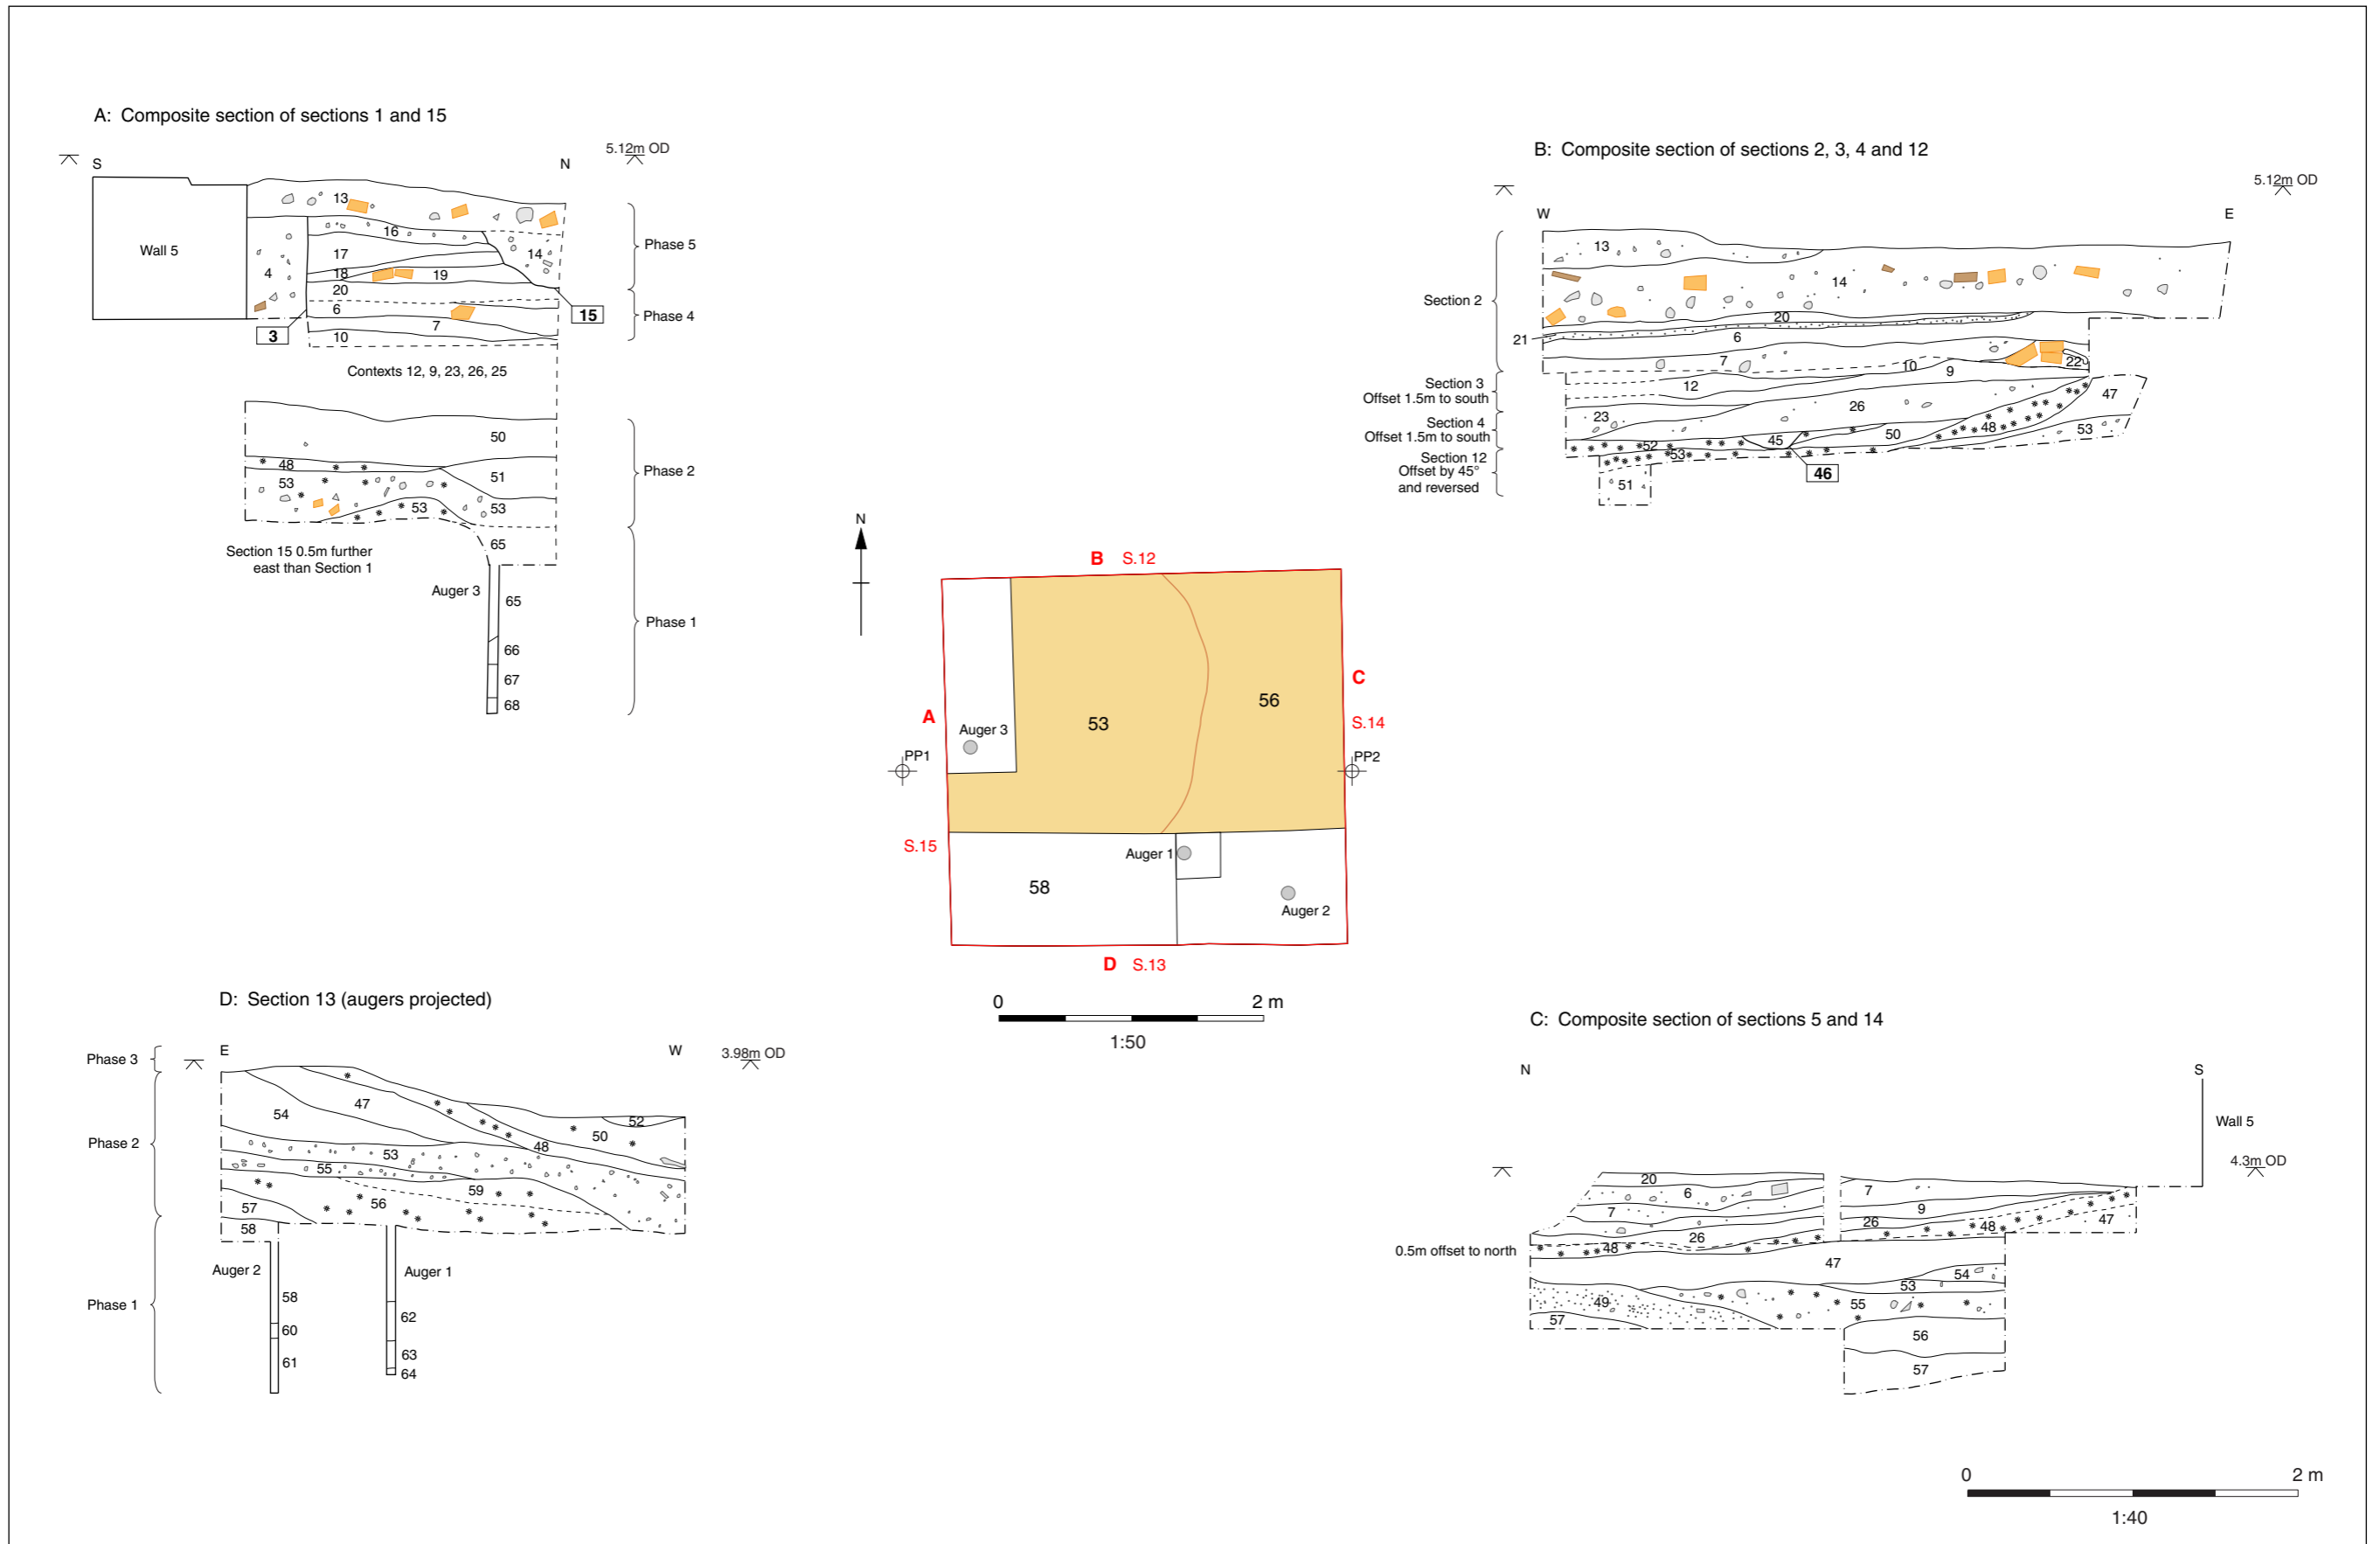 A: Composite section of sections 1 and 15
S
N
5.12m OD
Wall 5
13
16
17
14
4
18
19
20
6
7
10
3
15
Phase 5
Phase 4
Contexts 12, 9, 23, 26, 25
50
48
51
53
53
53
65
Phase 2
Section 15 0.5m further
east than Section 1
Auger 3
65
66
67
68
Phase 1
B: Composite section of sections 2, 3, 4 and 12
5.12m OD
W
E
13
14
Section 2
20
21
6
7
10
9
22
Section 3
Offset 1.5m to south
12
47
23
26
Section 4
Offset 1.5m to south
52
45
50
48
53
53
Section 12
Offset by 45°
and reversed
46
51
N
B S.12
A
C
S.14
53
56
Auger 3
PP1
PP2
S.15
Auger 1
58
Auger 2
D S.13
0
2 m
1:50
D: Section 13 (augers projected)
E
W
3.98m OD
Phase 3
54
47
52
50
48
Phase 2
53
55
59
56
57
58
Auger 2
Auger 1
58
60
61
62
63
64
Phase 1
C: Composite section of sections 5 and 14
N
S
Wall 5
4.3m OD
20
6
7
7
9
26
26
48
47
0.5m offset to north
48
47
54
53
49
55
57
56
57
0
2 m
1:40